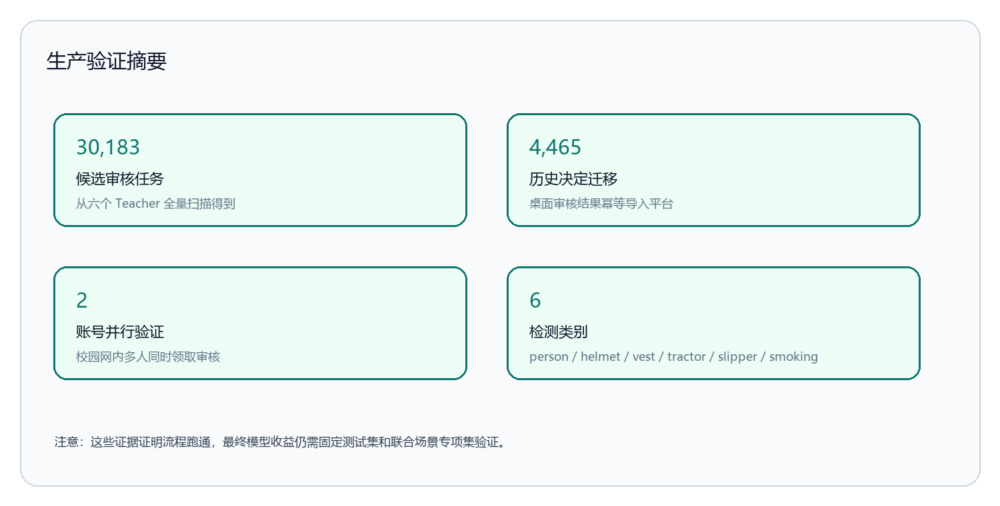 生产验证摘要
30,183
候选审核任务
从六个 Teacher 全量扫描得到
4,465
历史决定迁移
桌面审核结果幂等导入平台
2
账号并行验证
校园网内多人同时领取审核
6
检测类别
person / helmet / vest / tractor / slipper / smoking
注意：这些证据证明流程跑通，最终模型收益仍需固定测试集和联合场景专项集验证。